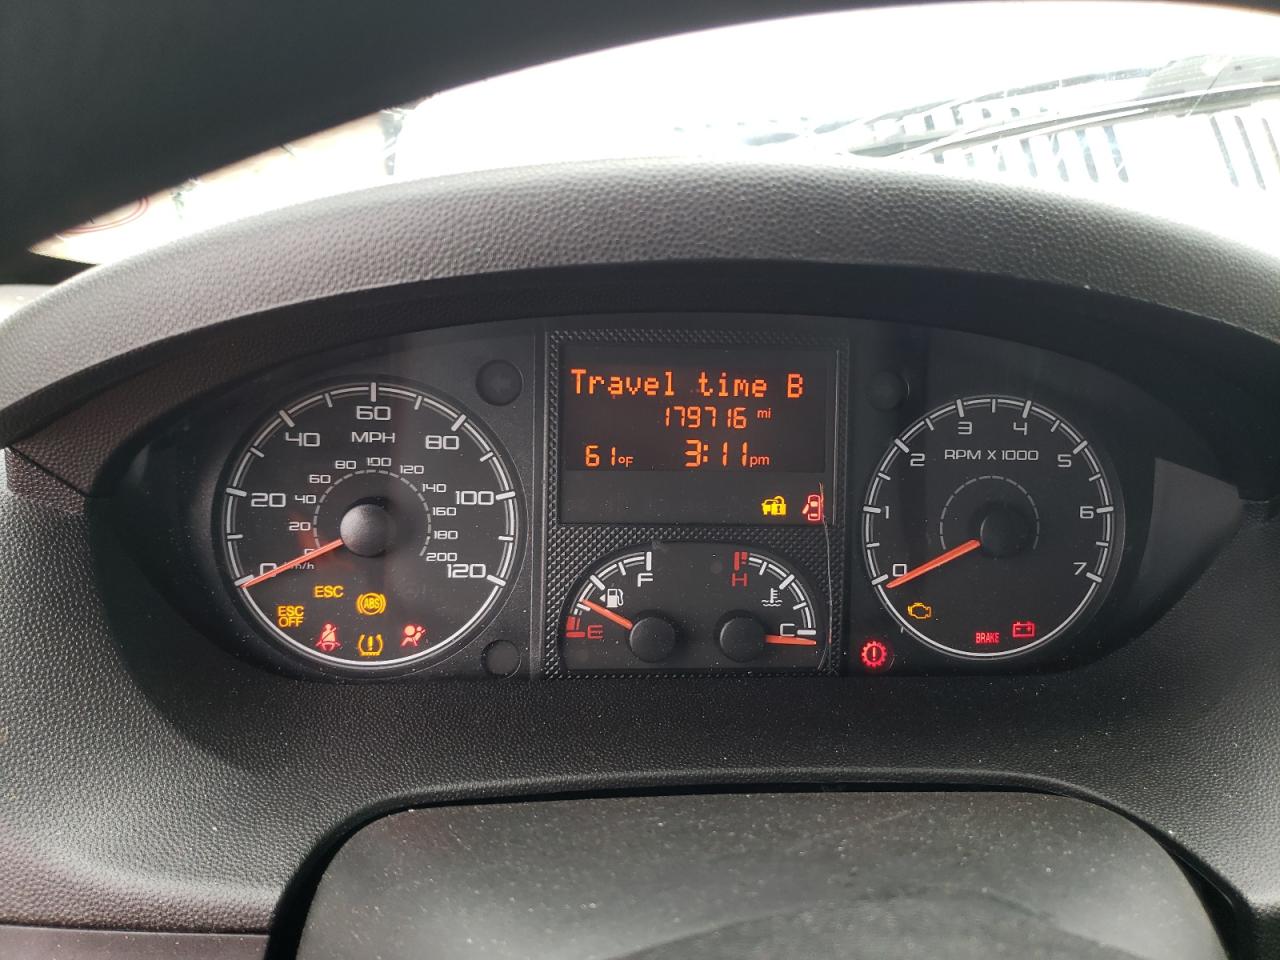 Travel time B
179716 mi
61°F 3:11pm
MPH
0 20 40 60 80 100 120
km/h
0 20 40 60 80 100 120 140 160 180 200
ESC
ESC OFF
ABS
E F
H C
RPM X 1000
0 1 2 3 4 5 6 7
BRAKE